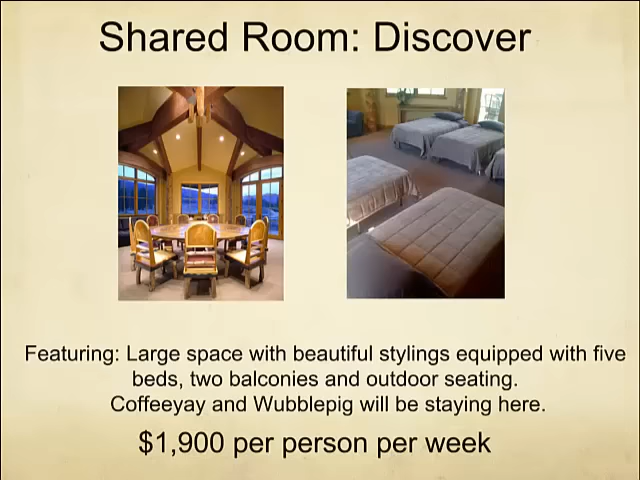 Shared Room: Discover
Featuring: Large space with beautiful stylings equipped with five
beds, two balconies and outdoor seating.
Coffeeyay and Wubblepig will be staying here.
$1,900 per person per week